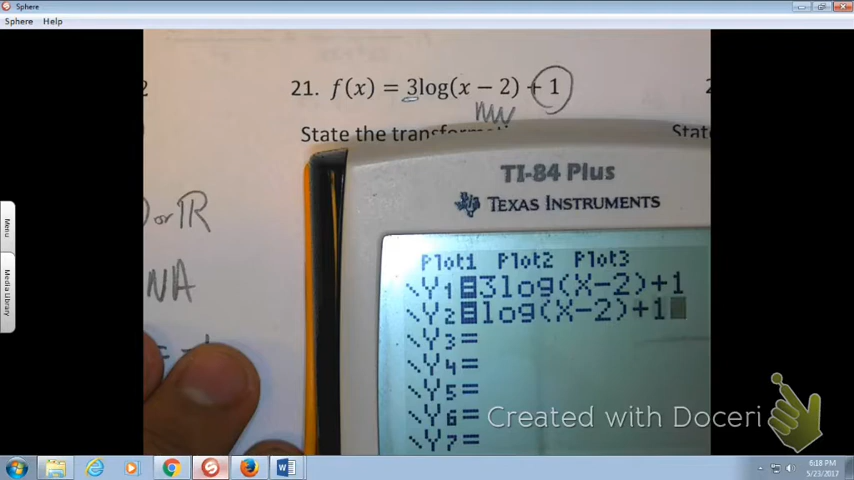 Sphere
Sphere Help
2
21. f(x) = 3log(x − 2) + 1
State the transformati
State
or ℝ
NA
TI-84 Plus
TEXAS INSTRUMENTS
Plot1 Plot2 Plot3
\Y1=3log(X-2)+1
\Y2=log(X-2)+1
\Y3=
\Y4=
\Y5=
\Y6=
\Y7=
Menu
Media Library
Created with Doceri
6:18 PM
5/23/2017